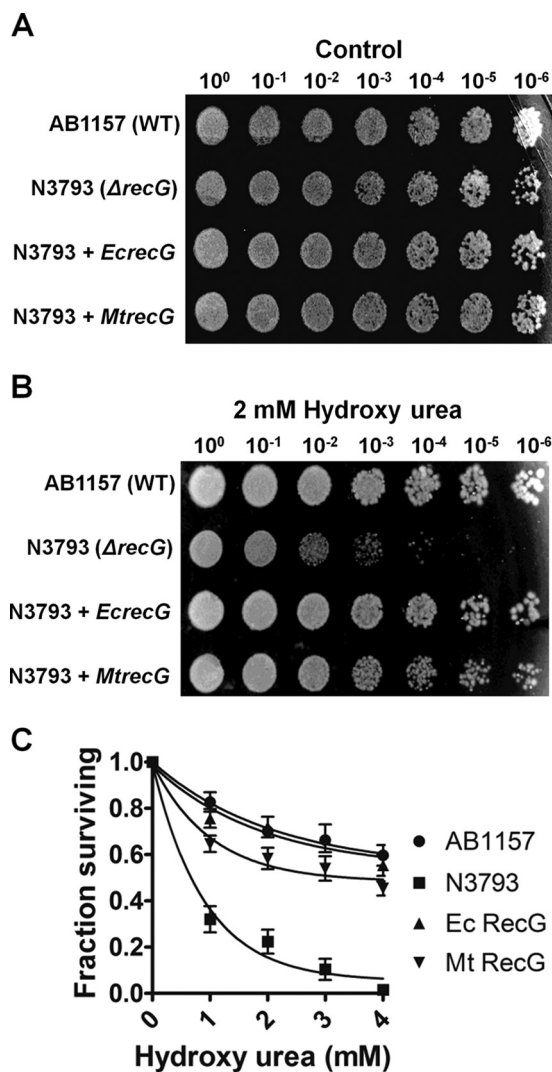 A
Control
10⁰ 10⁻¹ 10⁻² 10⁻³ 10⁻⁴ 10⁻⁵ 10⁻⁶
AB1157 (WT)
N3793 (ΔrecG)
N3793 + EcrecG
N3793 + MtrecG
B
2 mM Hydroxy urea
10⁰ 10⁻¹ 10⁻² 10⁻³ 10⁻⁴ 10⁻⁵ 10⁻⁶
AB1157 (WT)
N3793 (ΔrecG)
N3793 + EcrecG
N3793 + MtrecG
C
Fraction surviving
1.0
0.8
0.6
0.4
0.2
0.0
0 1 2 3 4
Hydroxy urea (mM)
AB1157
N3793
Ec RecG
Mt RecG